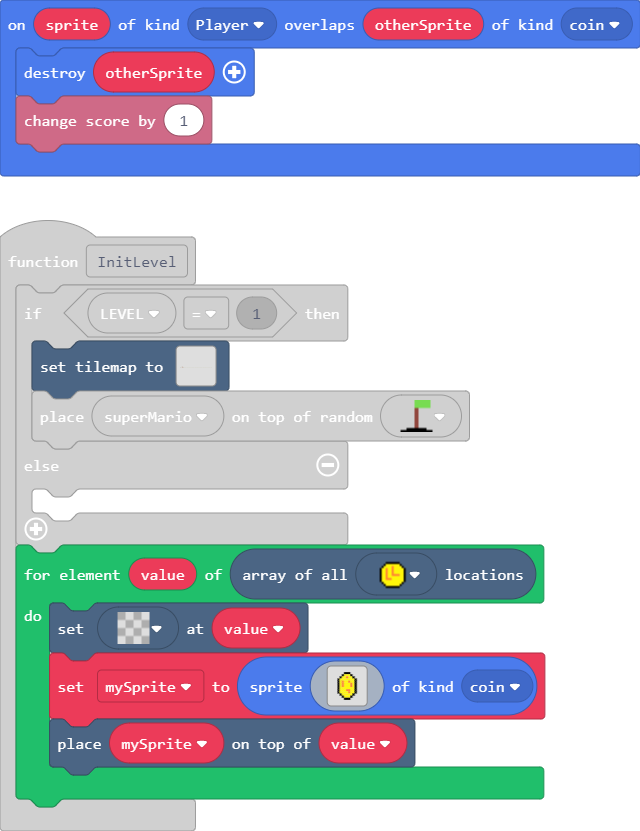 on sprite of kind Player overlaps otherSprite of kind coin
destroy otherSprite
change score by 1
function InitLevel
if LEVEL = 1 then
set tilemap to
place superMario on top of random
else
for element value of array of all locations
do
set at value
set mySprite to sprite of kind coin
place mySprite on top of value